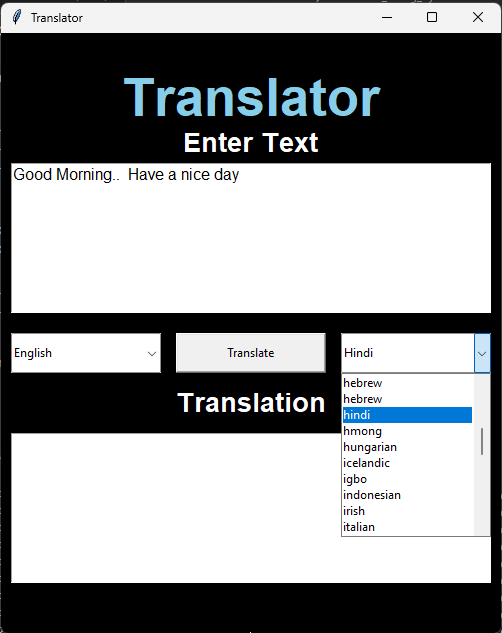 Translator
Translator
Enter Text
Good Morning..  Have a nice day
English
Translate
Hindi
Translation
hebrew
hebrew
hindi
hmong
hungarian
icelandic
igbo
indonesian
irish
italian